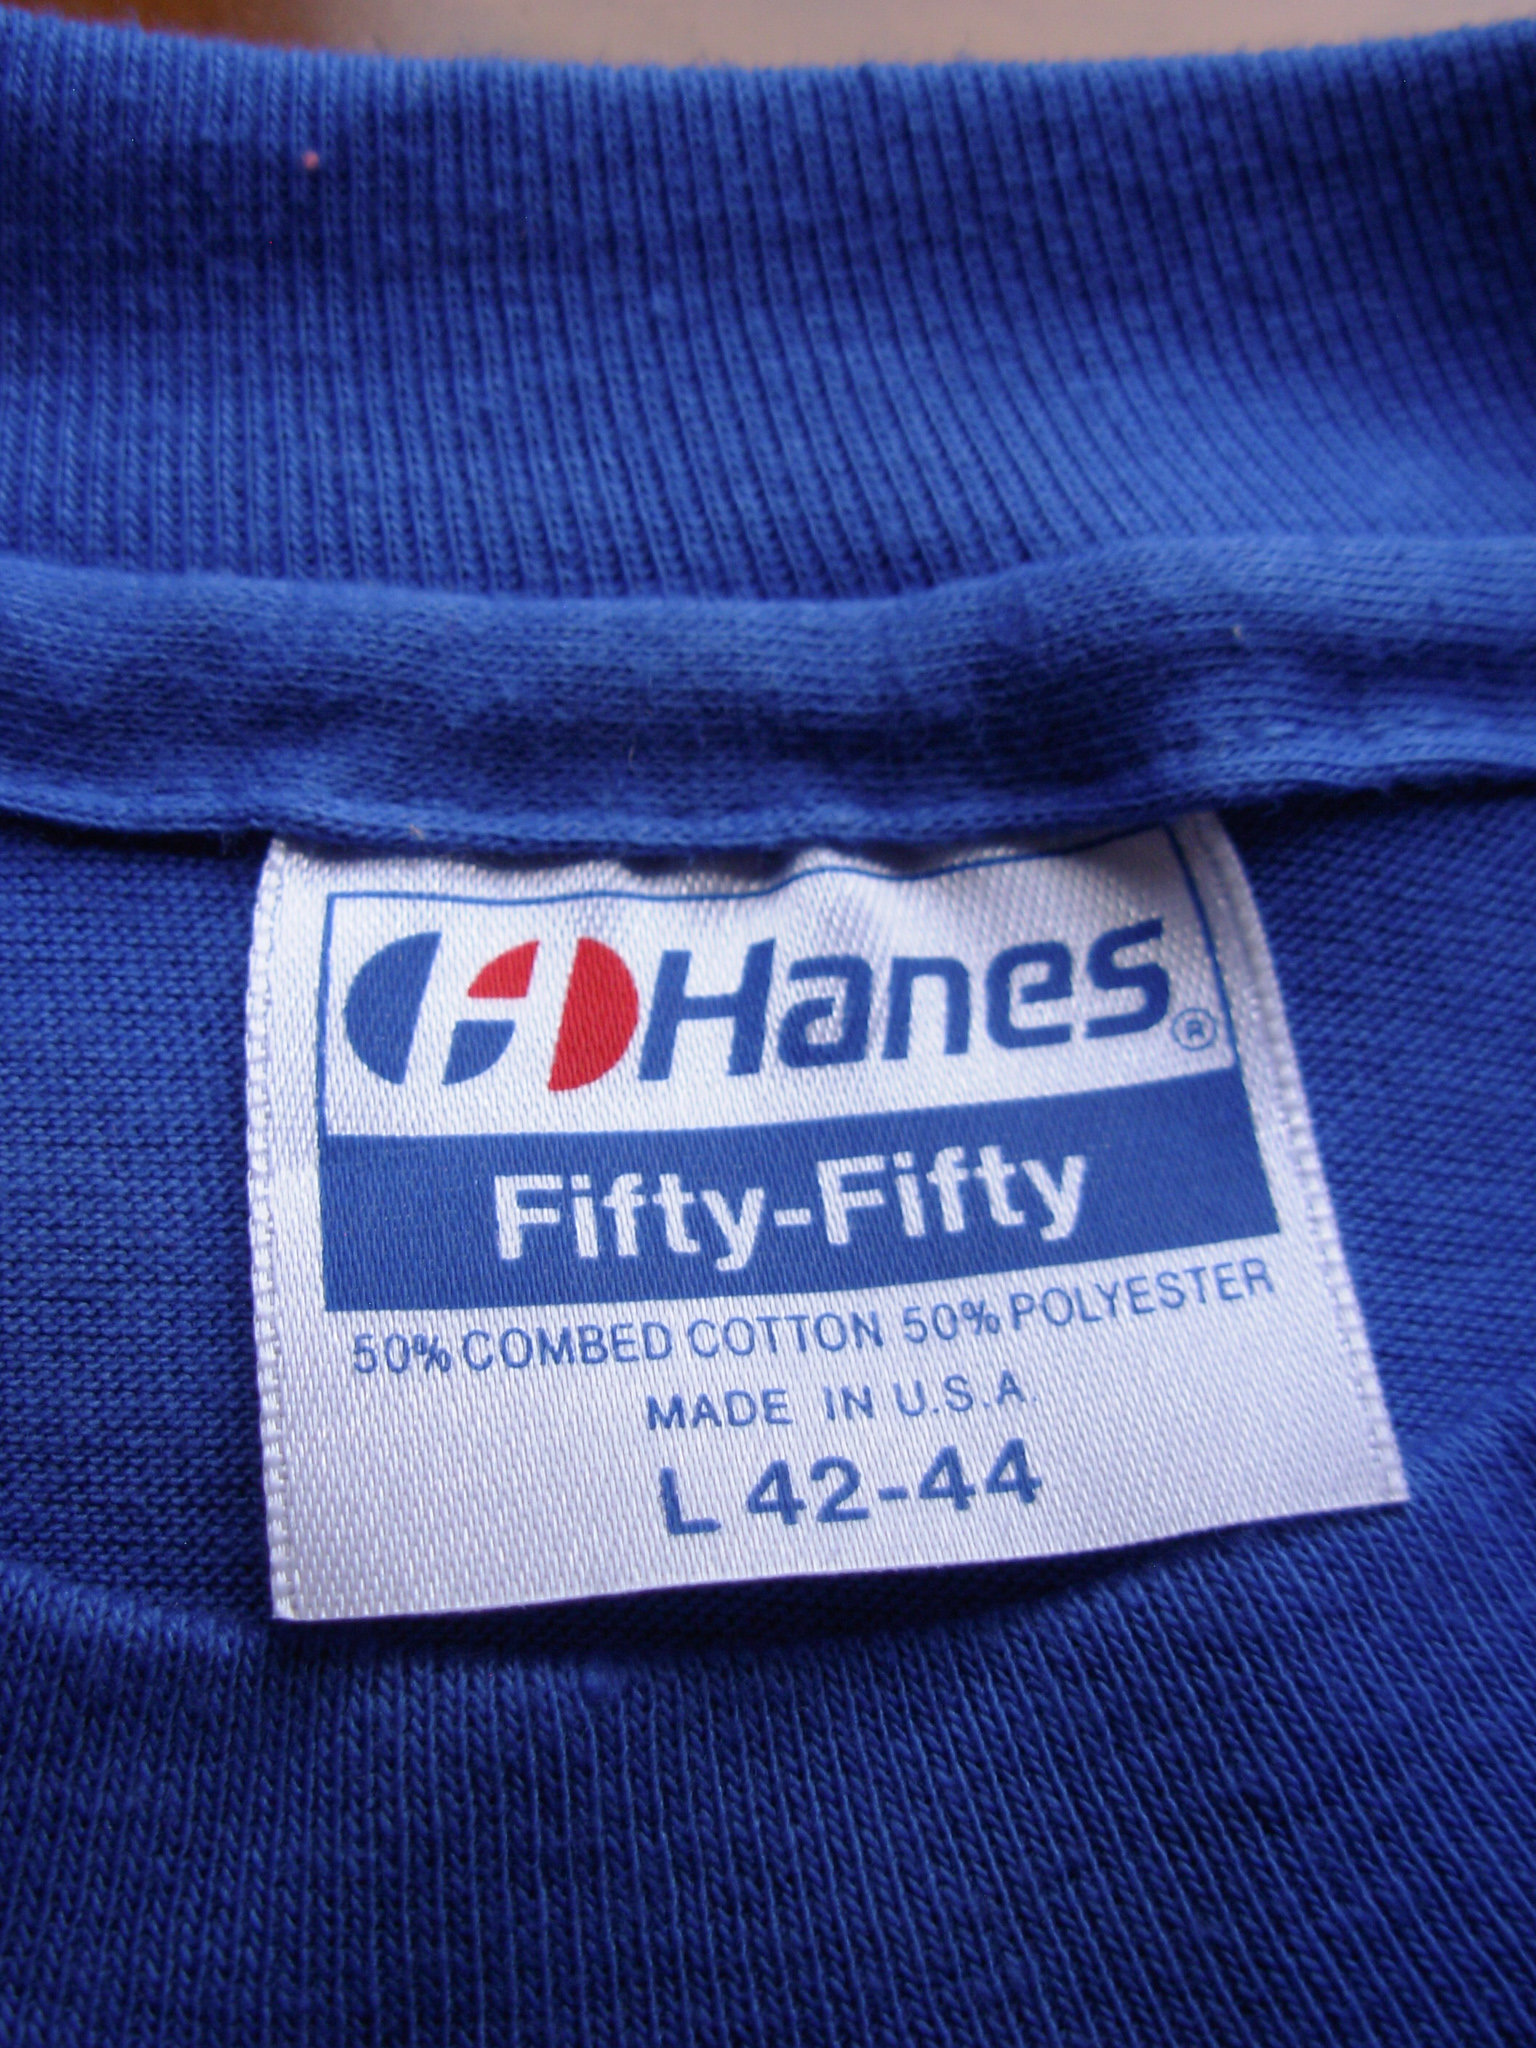 Hanes®
Fifty-Fifty
50% COMBED COTTON 50% POLYESTER
MADE IN U.S.A.
L 42-44